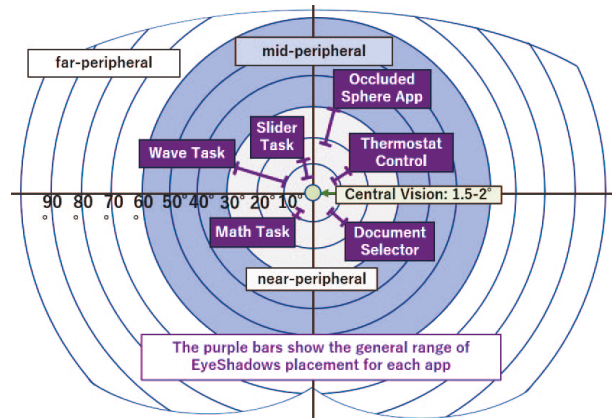 mid-peripheral
far-peripheral
Occluded
Sphere App
Slider
Task
Wave Task
Thermostat
Control
Central Vision: 1.5-2°
90 80 70 60 50° 40° 30° 20° 10°
° ° ° °
Math Task
Document
Selector
near-peripheral
The purple bars show the general range of
EyeShadows placement for each app